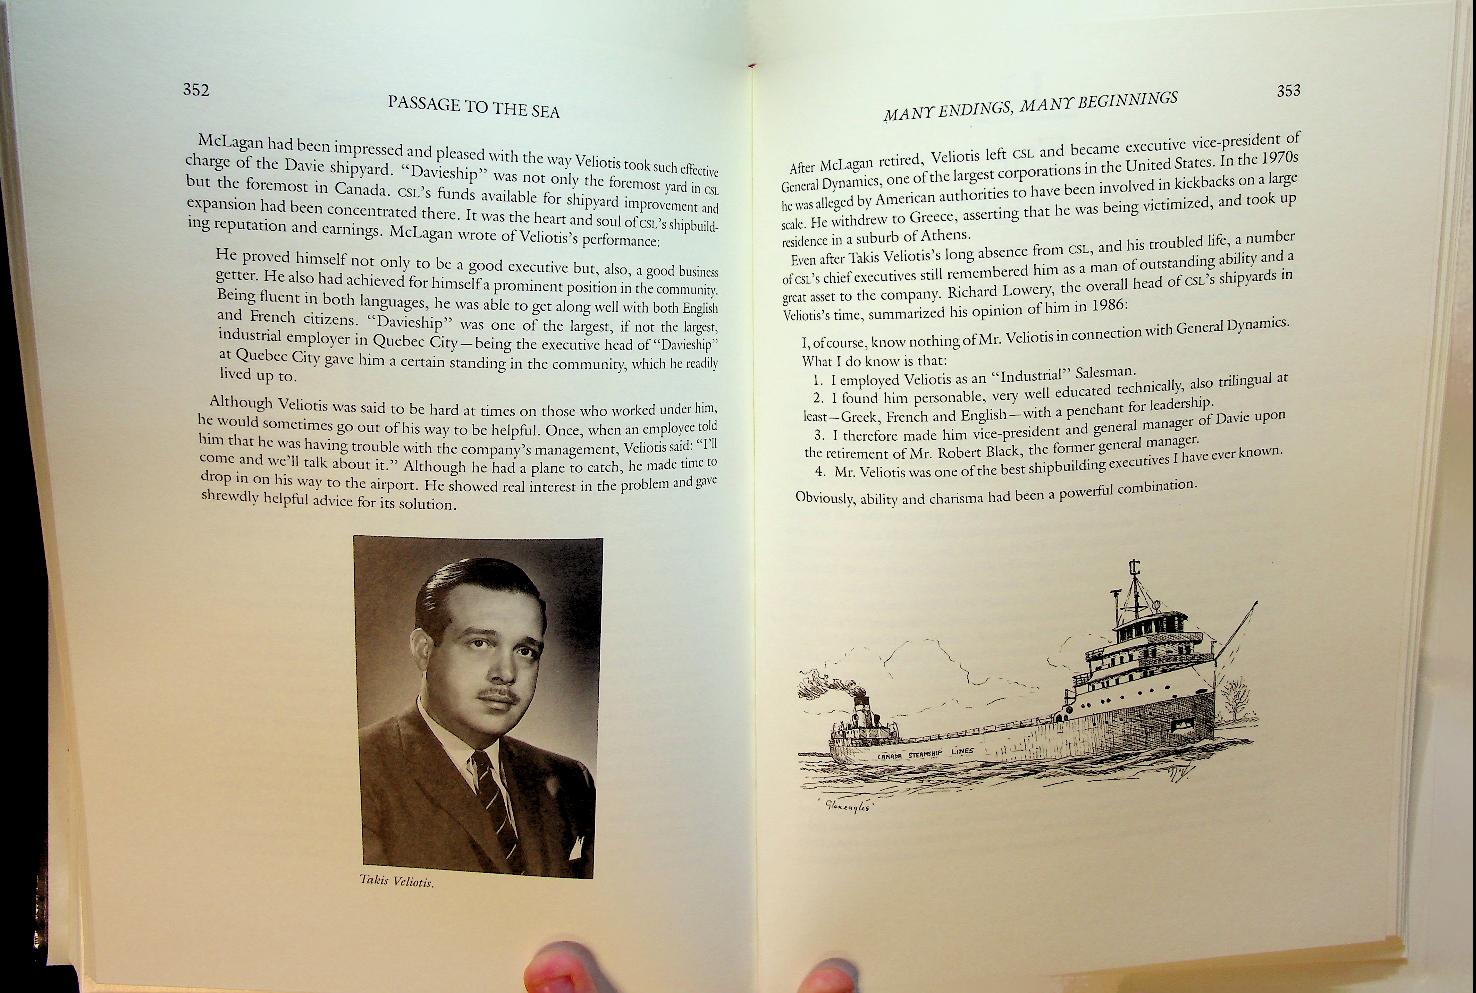 352
PASSAGE TO THE SEA
McLagan had been impressed and pleased with the way Veliotis took such effective
charge of the Davie shipyard. “Davieship” was not only the foremost yard in CSL
but the foremost in Canada. CSL’s funds available for shipyard improvement and
expansion had been concentrated there. It was the heart and soul of CSL’s shipbuild-
ing reputation and earnings. McLagan wrote of Veliotis’s performance:
He proved himself not only to be a good executive but, also, a good business
getter. He also had achieved for himself a prominent position in the community.
Being fluent in both languages, he was able to get along well with both English
and French citizens. “Davieship” was one of the largest, if not the largest,
industrial employer in Quebec City—being the executive head of “Davieship”
at Quebec City gave him a certain standing in the community, which he readily
lived up to.
Although Veliotis was said to be hard at times on those who worked under him,
he would sometimes go out of his way to be helpful. Once, when an employee told
him that he was having trouble with the company’s management, Veliotis said: “I’ll
come and we’ll talk about it.” Although he had a plane to catch, he made time to
drop in on his way to the airport. He showed real interest in the problem and gave
shrewdly helpful advice for its solution.
Takis Veliotis.
MANY ENDINGS, MANY BEGINNINGS
353
After McLagan retired, Veliotis left CSL and became executive vice-president of
General Dynamics, one of the largest corporations in the United States. In the 1970s
he was alleged by American authorities to have been involved in kickbacks on a large
scale. He withdrew to Greece, asserting that he was being victimized, and took up
residence in a suburb of Athens.
Even after Takis Veliotis’s long absence from CSL, and his troubled life, a number
of CSL’s chief executives still remembered him as a man of outstanding ability and a
great asset to the company. Richard Lowery, the overall head of CSL’s shipyards in
Veliotis’s time, summarized his opinion of him in 1986:
I, of course, know nothing of Mr. Veliotis in connection with General Dynamics.
What I do know is that:
1. I employed Veliotis as an “Industrial” Salesman.
2. I found him personable, very well educated technically, also trilingual at
least—Greek, French and English—with a penchant for leadership.
3. I therefore made him vice-president and general manager of Davie upon
the retirement of Mr. Robert Black, the former general manager.
4. Mr. Veliotis was one of the best shipbuilding executives I have ever known.
Obviously, ability and charisma had been a powerful combination.
CANADA STEAMSHIP LINES
"Gleneagles"